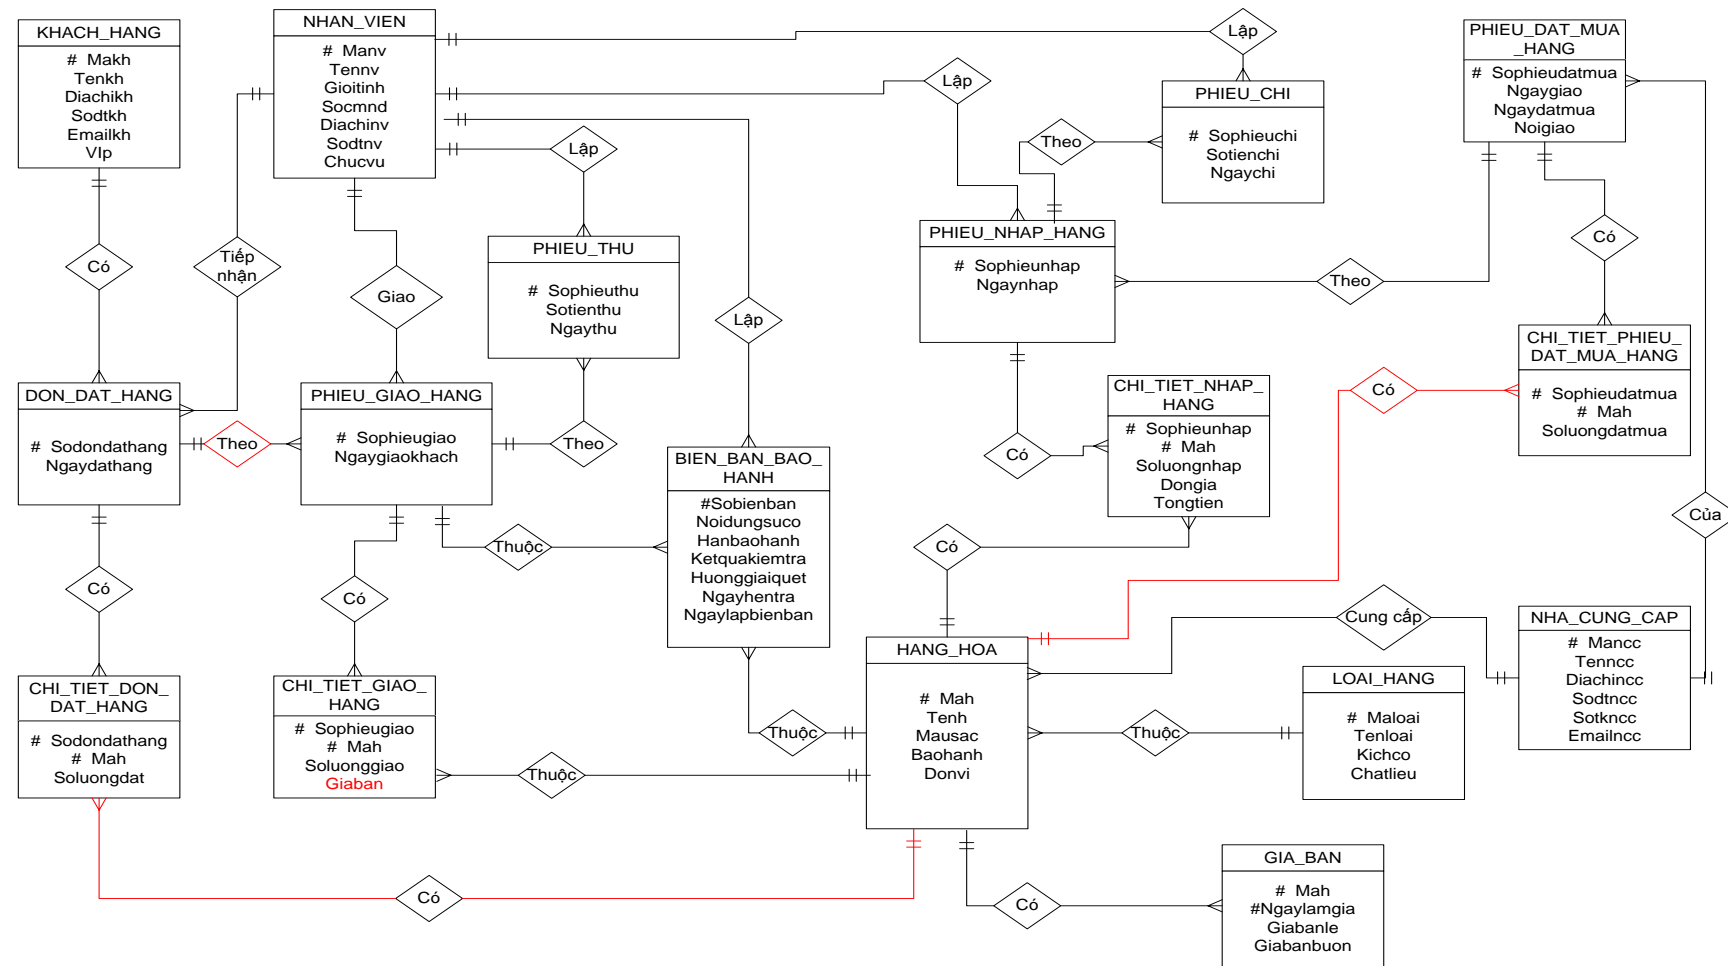 KHACH_HANG
# Makh
Tenkh
Diachikh
Sodtkh
Emailkh
VIp
NHAN_VIEN
# Manv
Tennv
Gioitinh
Socmnd
Diachinv
Sodtnv
Chucvu
Lập
Lập
PHIEU_CHI
# Sophieuchi
Sotienchi
Ngaychi
PHIEU_DAT_MUA
_HANG
# Sophieudatmua
Ngaygiao
Ngaydatmua
Noigiao
Lập
Theo
Có
Tiếp
nhận
Giao
PHIEU_THU
# Sophieuthu
Sotienthu
Ngaythu
Lập
PHIEU_NHAP_HANG
# Sophieunhap
Ngaynhap
Theo
Có
CHI_TIET_PHIEU_
DAT_MUA_HANG
# Sophieudatmua
# Mah
Soluongdatmua
DON_DAT_HANG
# Sodondathang
Ngaydathang
Theo
PHIEU_GIAO_HANG
# Sophieugiao
Ngaygiaokhach
Theo
Có
CHI_TIET_NHAP_
HANG
# Sophieunhap
# Mah
Soluongnhap
Dongia
Tongtien
Có
BIEN_BAN_BAO_
HANH
#Sobienban
Noidungsuco
Hanbaohanh
Ketquakiemtra
Huonggiaiquet
Ngayhentra
Ngaylapbienban
Của
Có
Có
Thuộc
Có
Cung cấp
NHA_CUNG_CAP
# Mancc
Tenncc
Diachincc
Sodtncc
Sotkncc
Emailncc
HANG_HOA
# Mah
Tenh
Mausac
Baohanh
Donvi
LOAI_HANG
# Maloai
Tenloai
Kichco
Chatlieu
CHI_TIET_DON_
DAT_HANG
# Sodondathang
# Mah
Soluongdat
CHI_TIET_GIAO_
HANG
# Sophieugiao
# Mah
Soluonggiao
Giaban
Thuộc
Thuộc
Thuộc
Có
Có
GIA_BAN
# Mah
#Ngaylamgia
Giabanle
Giabanbuon